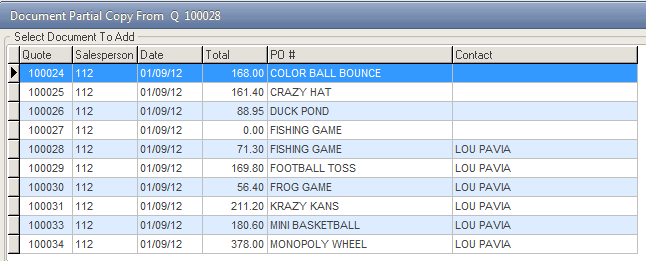 Document Partial Copy From Q 100028
Select Document To Add
Quote Salesperson Date Total PO # Contact
100024 112 01/09/12 168.00 COLOR BALL BOUNCE
100025 112 01/09/12 161.40 CRAZY HAT
100026 112 01/09/12 88.95 DUCK POND
100027 112 01/09/12 0.00 FISHING GAME
100028 112 01/09/12 71.30 FISHING GAME LOU PAVIA
100029 112 01/09/12 169.80 FOOTBALL TOSS LOU PAVIA
100030 112 01/09/12 56.40 FROG GAME LOU PAVIA
100031 112 01/09/12 211.20 KRAZY KANS LOU PAVIA
100033 112 01/09/12 180.60 MINI BASKETBALL LOU PAVIA
100034 112 01/09/12 378.00 MONOPOLY WHEEL LOU PAVIA